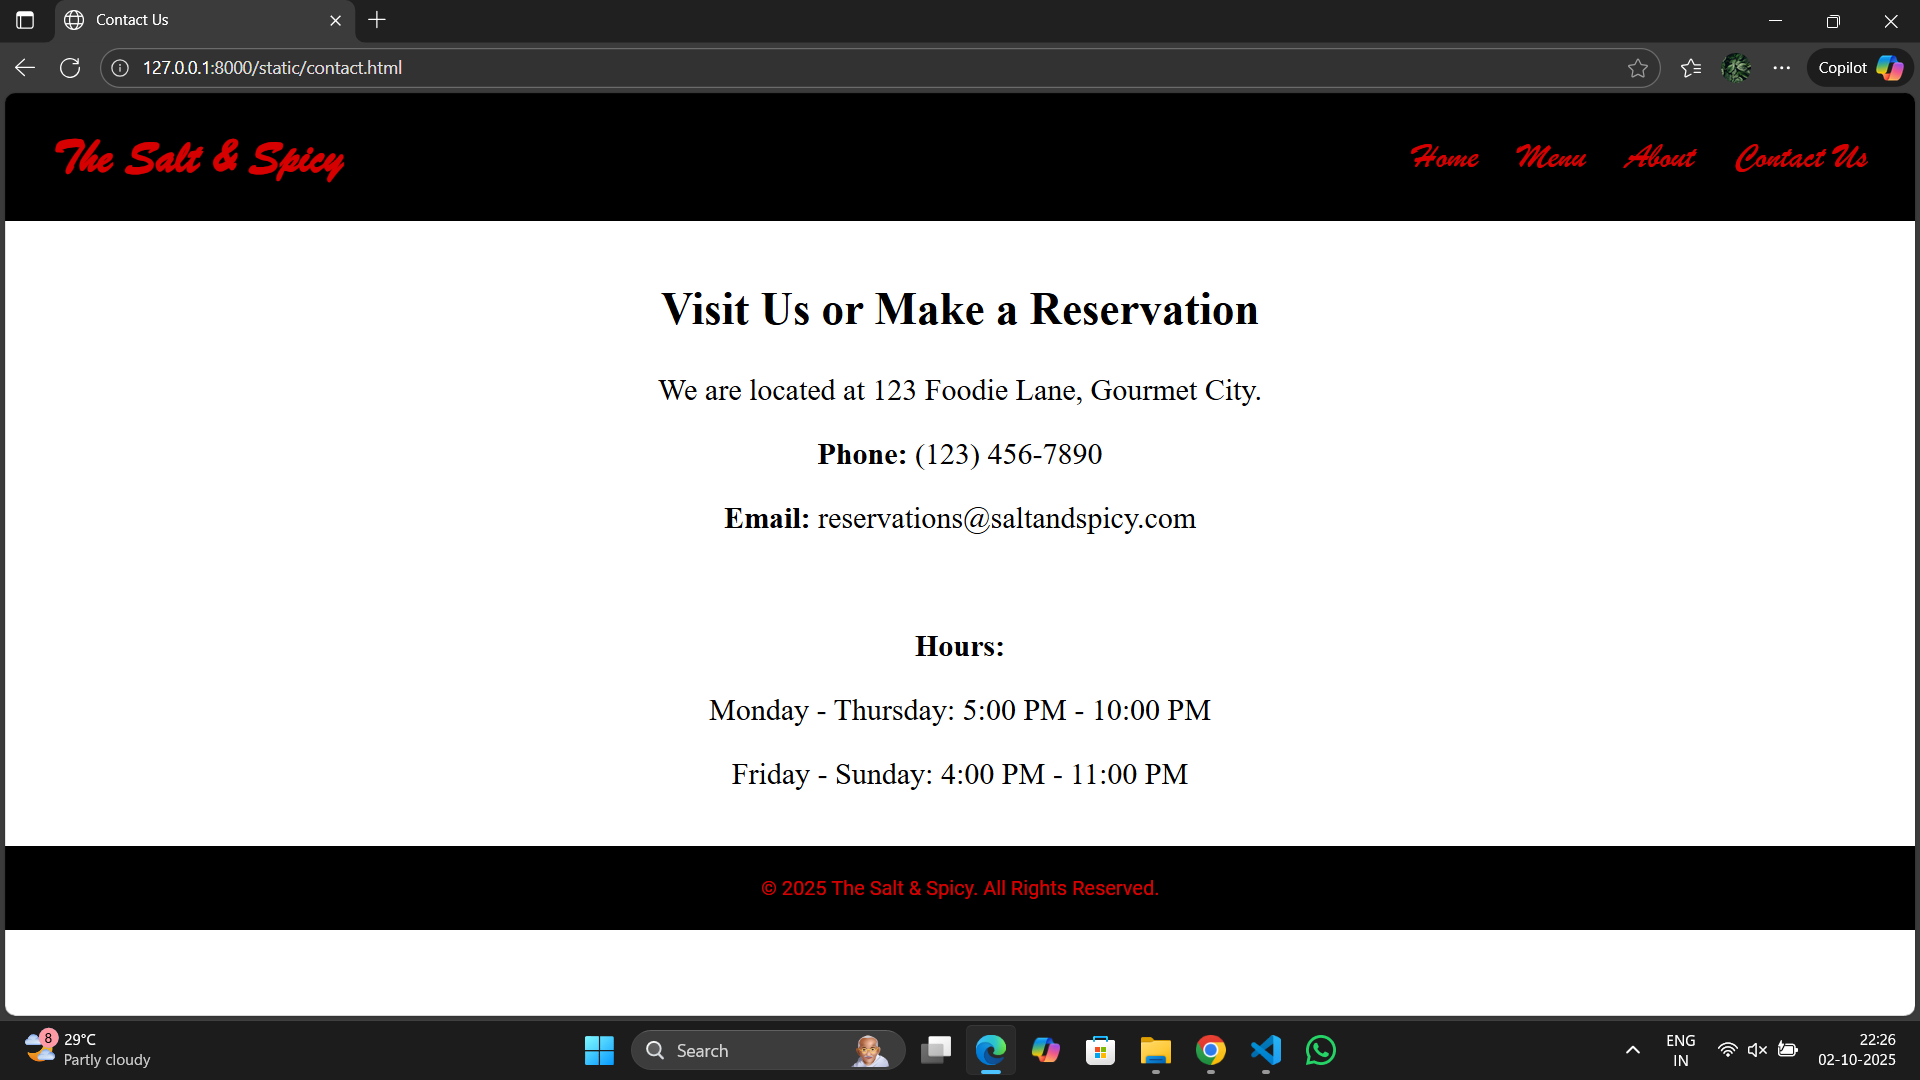 Contact Us
127.0.0.1:8000/static/contact.html
Copilot
The Salt & Spicy
Home Menu About Contact Us
Visit Us or Make a Reservation
We are located at 123 Foodie Lane, Gourmet City.
Phone: (123) 456-7890
Email: reservations@saltandspicy.com
Hours:
Monday - Thursday: 5:00 PM - 10:00 PM
Friday - Sunday: 4:00 PM - 11:00 PM
© 2025 The Salt & Spicy. All Rights Reserved.
8
29°C
Partly cloudy
Search
ENG
IN
22:26
02-10-2025